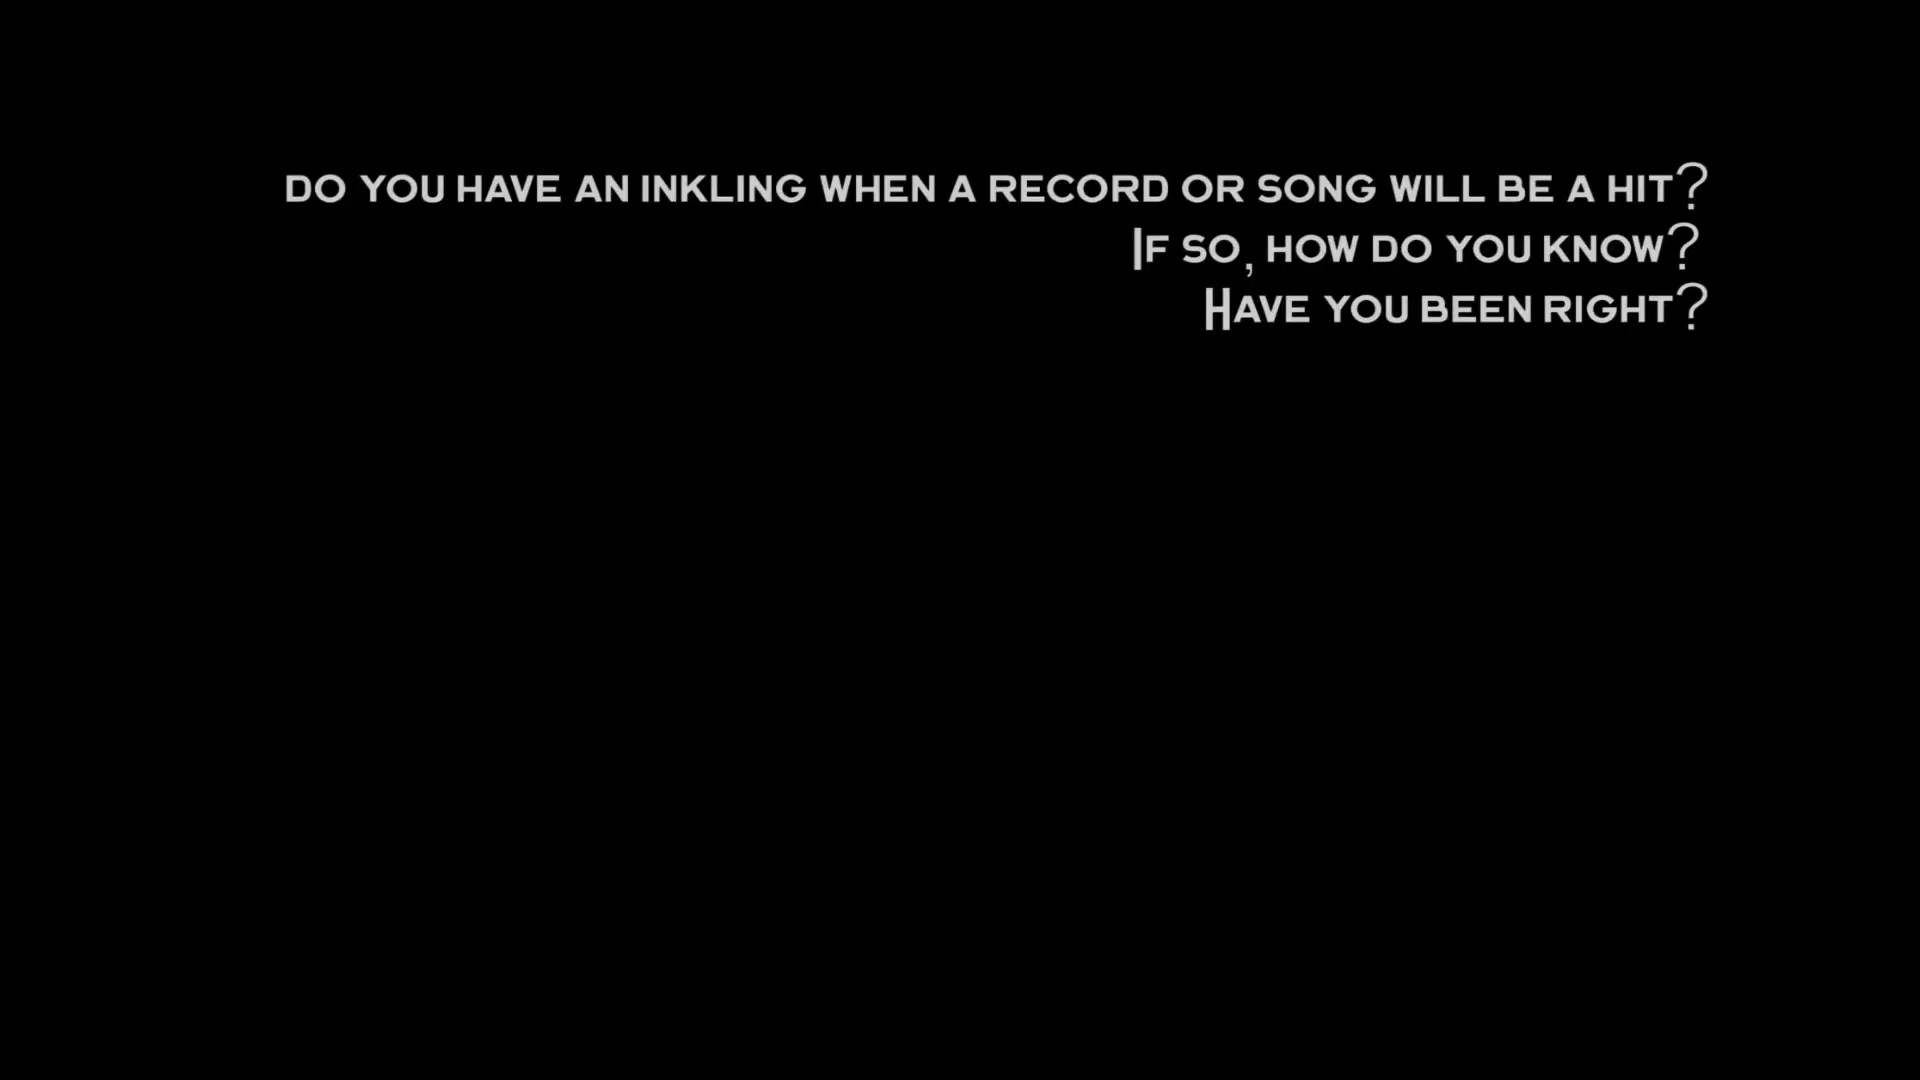 DO YOU HAVE AN INKLING WHEN A RECORD OR SONG WILL BE A HIT?
IF SO, HOW DO YOU KNOW?
HAVE YOU BEEN RIGHT?